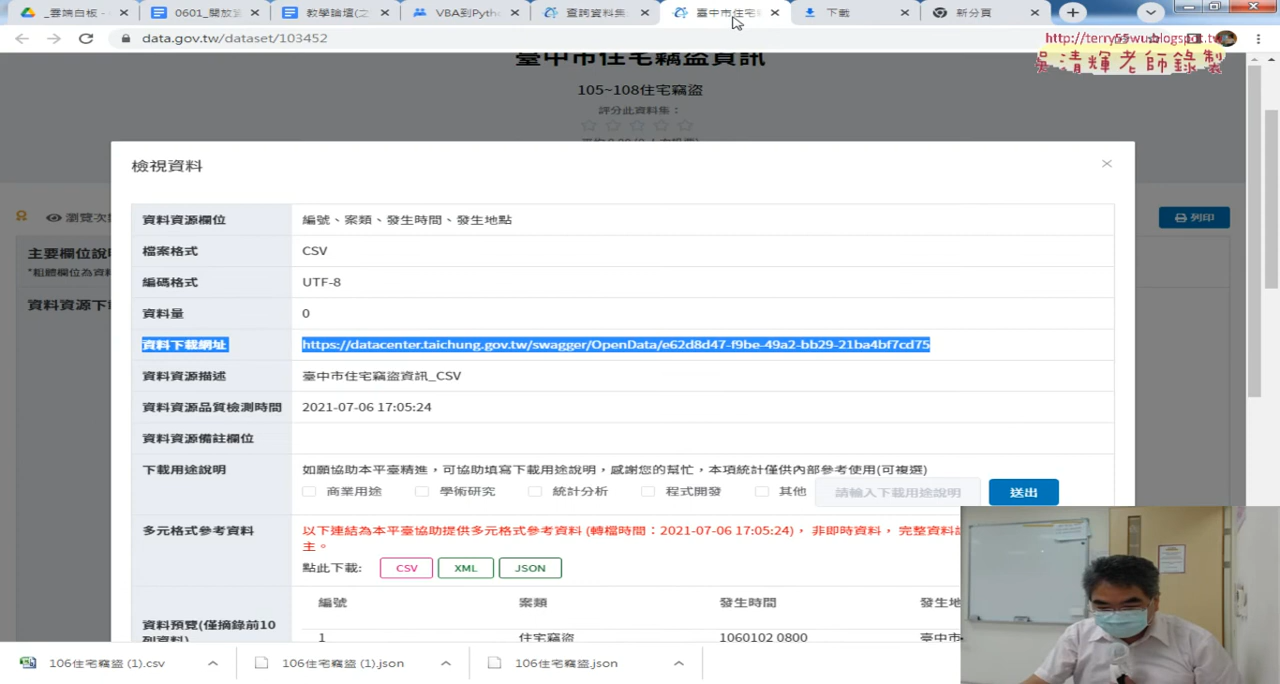 _雲端白板 -
0601_開放資
教學論壇(之
VBA到Pyth
查詢資料集
臺中市住宅
下載
新分頁
data.gov.tw/dataset/103452
http://terry55wu.blogspot.tw
吳清輝老師錄製
臺中市住宅竊盜資訊
105~108住宅竊盜
評分此資料集：
檢視資料
資料資源欄位 編號、案類、發生時間、發生地點
瀏覽次
列印
檔案格式 CSV
主要欄位說
*粗體欄位為資
編碼格式 UTF-8
資料資源下
資料量 0
資料下載網址 https://datacenter.taichung.gov.tw/swagger/OpenData/e62d8d47-f9be-49a2-bb29-21ba4bf7cd75
資料資源描述 臺中市住宅竊盜資訊_CSV
資料資源品質檢測時間 2021-07-06 17:05:24
資料資源備註欄位
下載用途說明 如願協助本平臺精進，可協助填寫下載用途說明，感謝您的幫忙，本項統計僅供內部參考使用(可複選)
商業用途 學術研究 統計分析 程式開發 其他 請輸入下載用途說明 送出
多元格式參考資料 以下連結為本平臺協助提供多元格式參考資料 (轉檔時間：2021-07-06 17:05:24)，非即時資料，完整資料
主。
點此下載: CSV XML JSON
編號 案類 發生時間 發生地
資料預覽(僅摘錄前10
列資料)
1 住宅竊盜 1060102 0800 臺中市
106住宅竊盜 (1).csv
106住宅竊盜 (1).json
106住宅竊盜.json